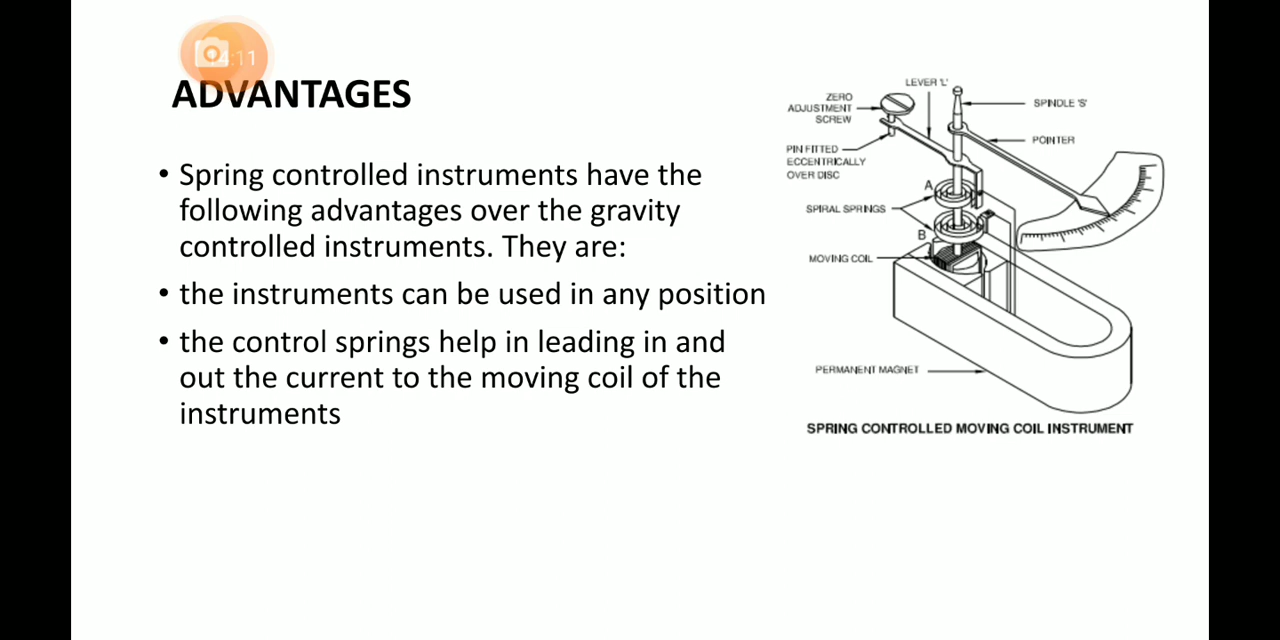 ADVANTAGES
• Spring controlled instruments have the
following advantages over the gravity
controlled instruments. They are:
• the instruments can be used in any position
• the control springs help in leading in and
out the current to the moving coil of the
instruments
LEVER 'L'
ZERO
ADJUSTMENT
SCREW
SPINDLE 'S'
POINTER
PIN FITTED
ECCENTRICALLY
OVER DISC
A
SPIRAL SPRINGS
B
MOVING COIL
PERMANENT MAGNET
SPRING CONTROLLED MOVING COIL INSTRUMENT